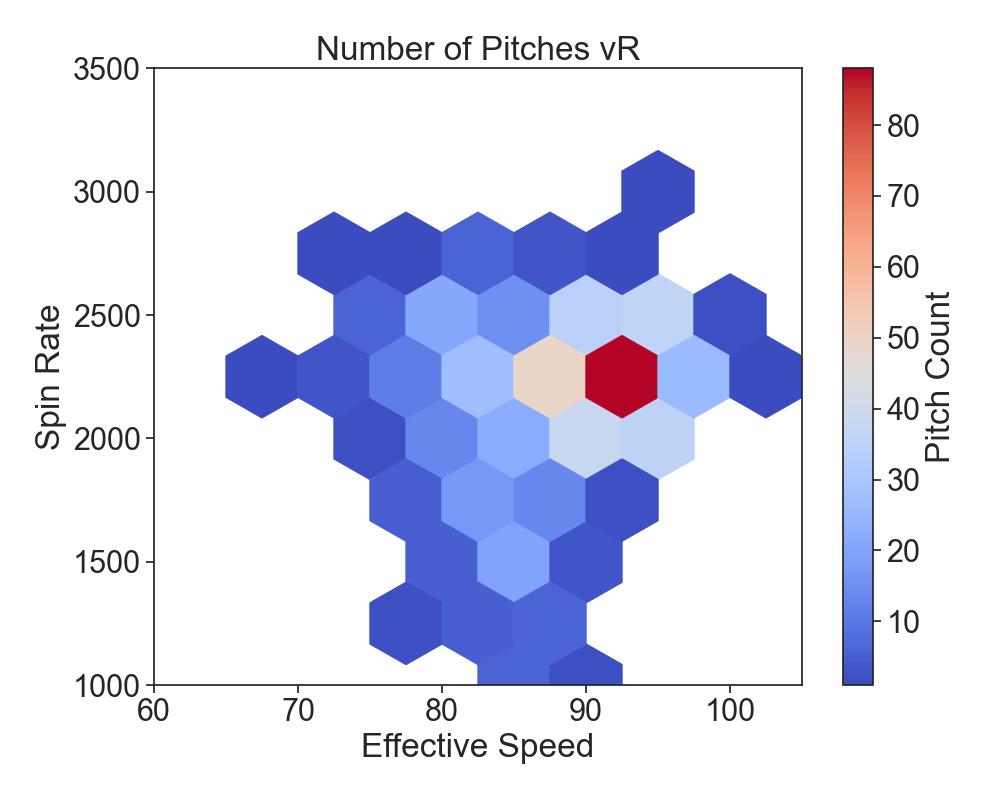 Number of Pitches vR
3500
3000
2500
2000
1500
1000
Spin Rate
60 70 80 90 100
Effective Speed
80
70
60
50
40
30
20
10
Pitch Count